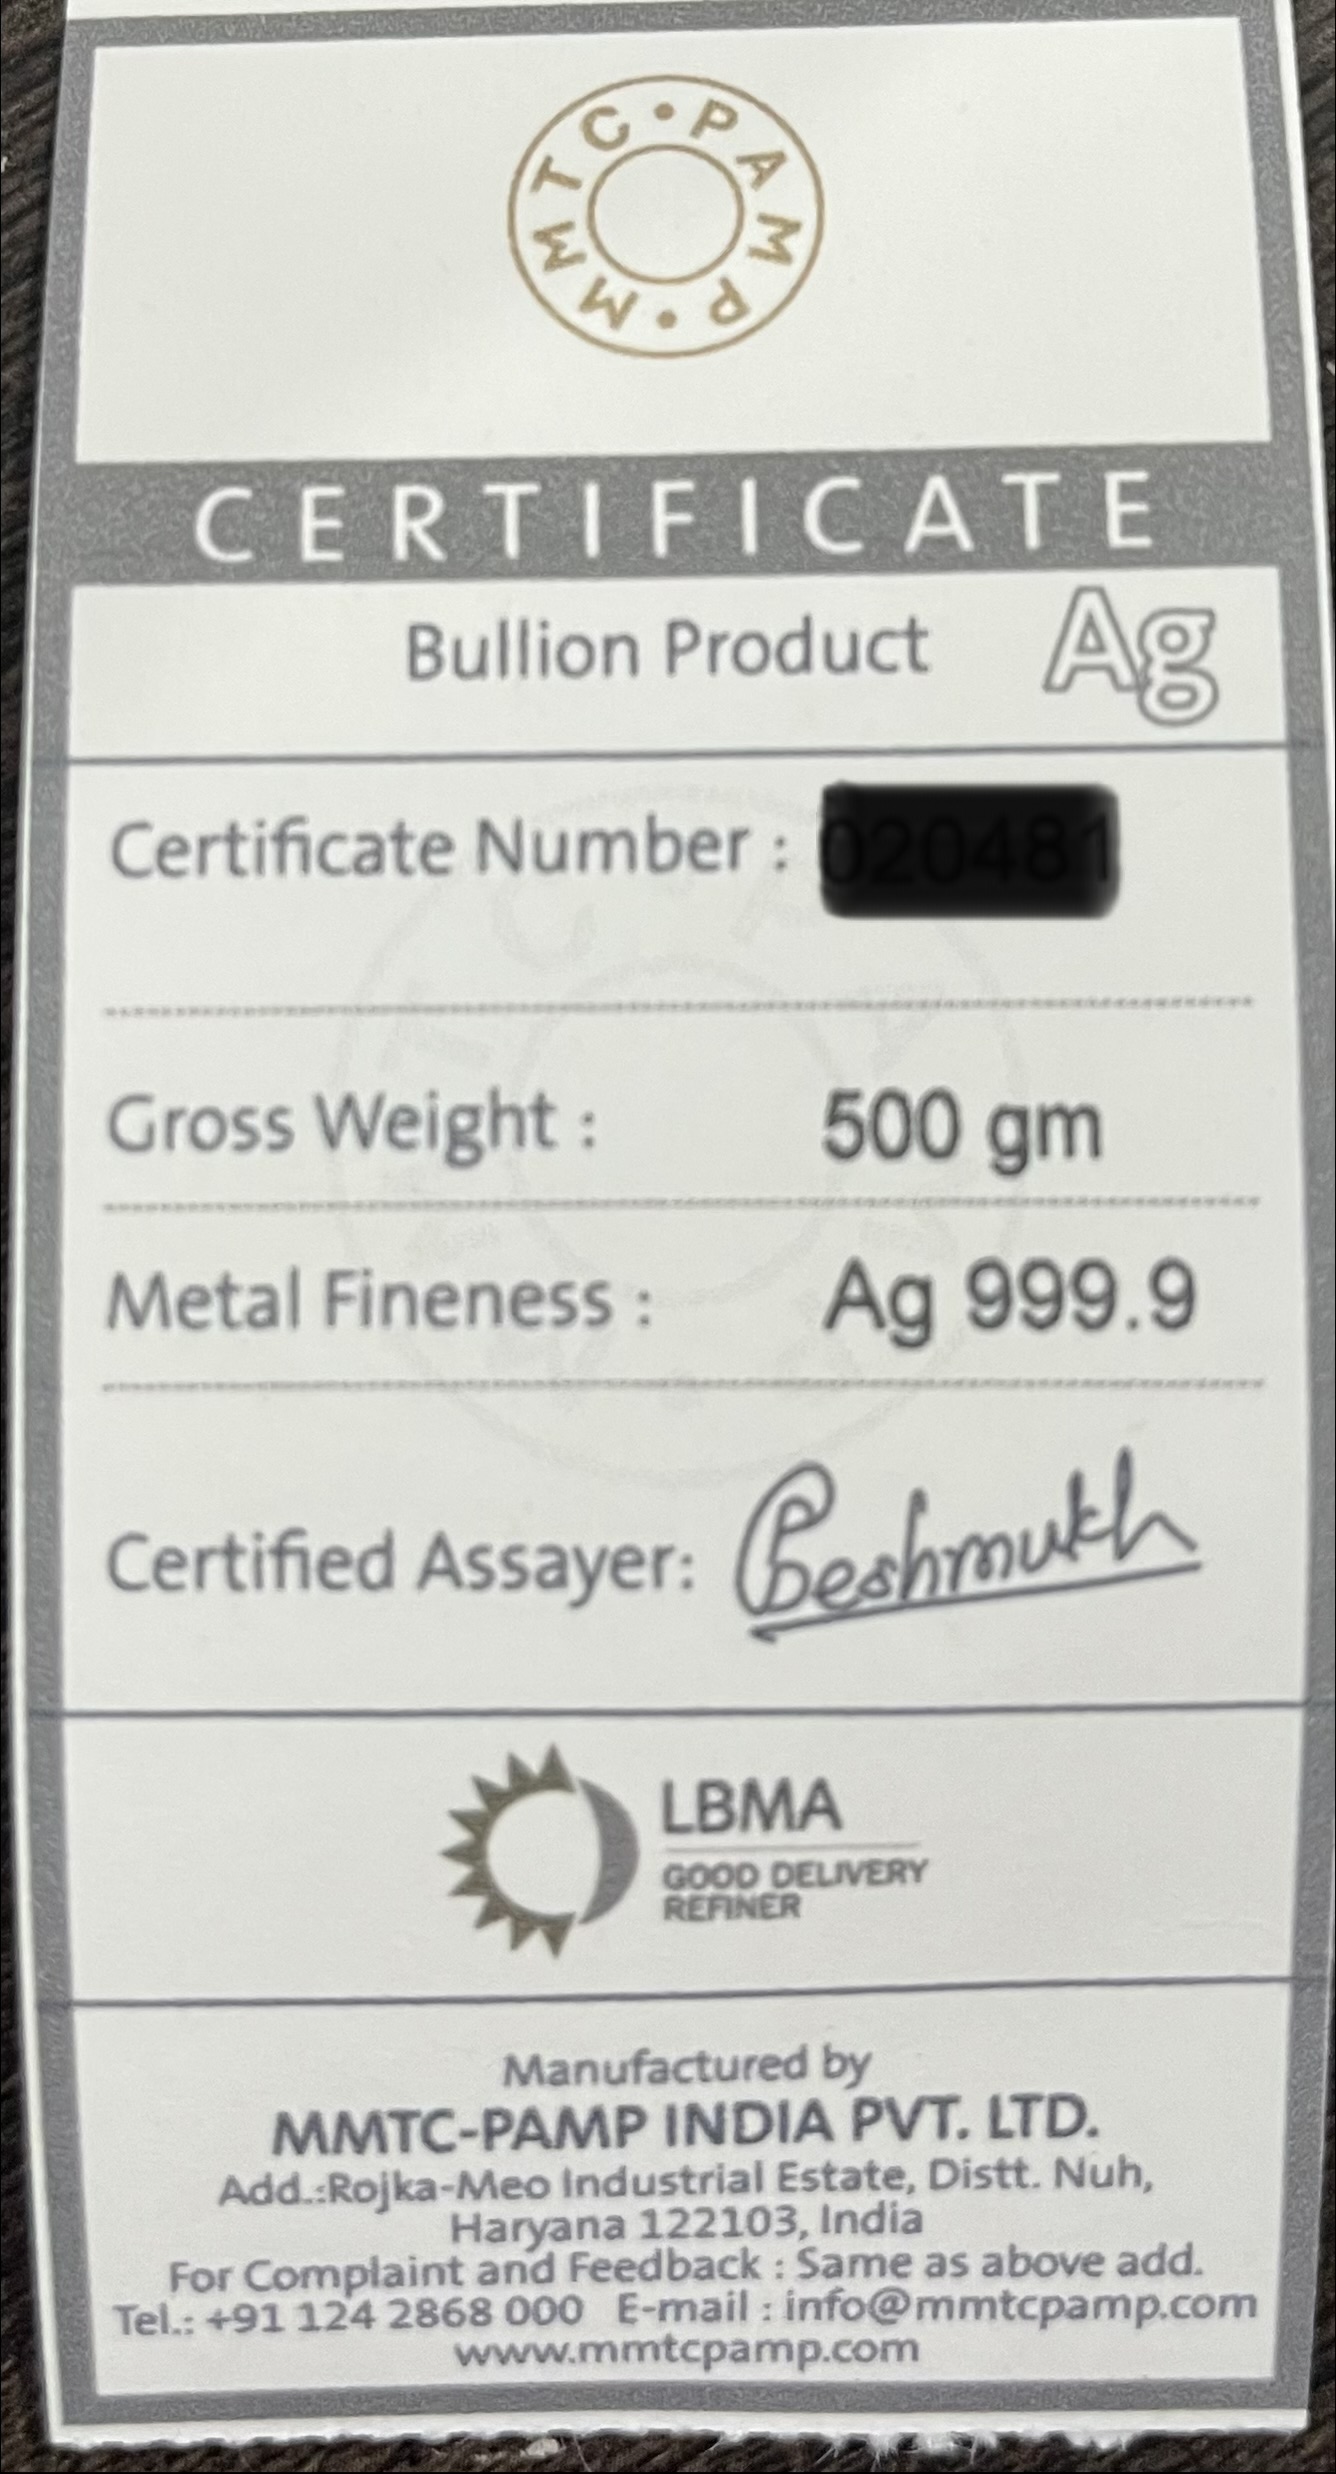 MMTC • PAMP •
CERTIFICATE
Bullion Product Ag
Certificate Number :
Gross Weight : 500 gm
Metal Fineness : Ag 999.9
Certified Assayer: Deshmukh
LBMA
GOOD DELIVERY
REFINER
Manufactured by
MMTC-PAMP INDIA PVT. LTD.
Add.:Rojka-Meo Industrial Estate, Distt. Nuh,
Haryana 122103, India
For Complaint and Feedback : Same as above add.
Tel.: +91 124 2868 000 E-mail : info@mmtcpamp.com
www.mmtcpamp.com